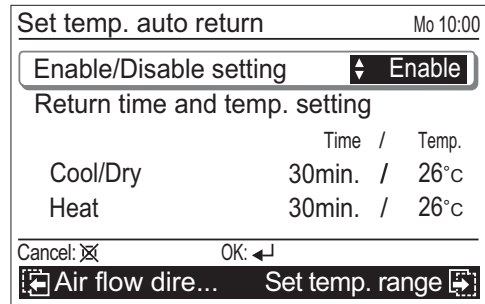 Set temp. auto return Mo 10:00
Enable/Disable setting Enable
Return time and temp. setting
Time / Temp.
Cool/Dry 30min. / 26°C
Heat 30min. / 26°C
Cancel: OK:
Air flow dire... Set temp. range